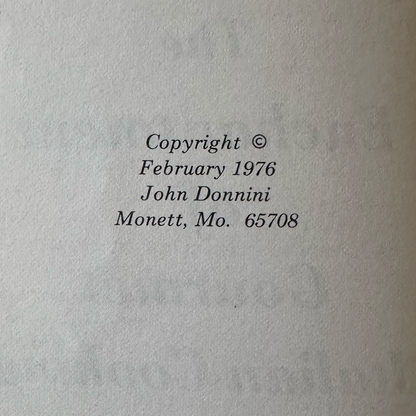 Copyright ©
February 1976
John Donnini
Monett, Mo. 65708